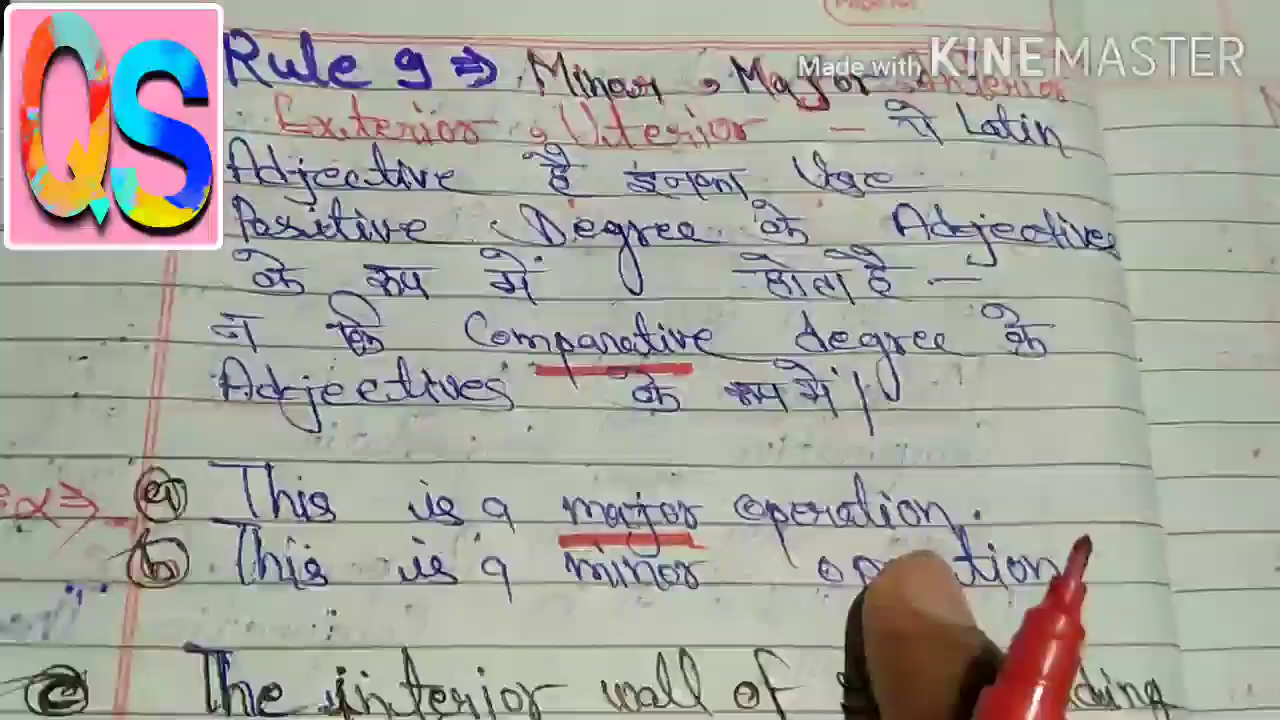 QS
Made with KINEMASTER
Rule 9 ⇒ Minor, Major Interior
Exterior, Ulterior - ये Latin
Adjective है इनका Use
Positive Degree के Adjectives
के रूप में होता है —
न कि Comparative degree के
Adjectives के रूप में।
ex⇒ (a) This is a major operation.
(b) This is a minor
(c) The interior wall of